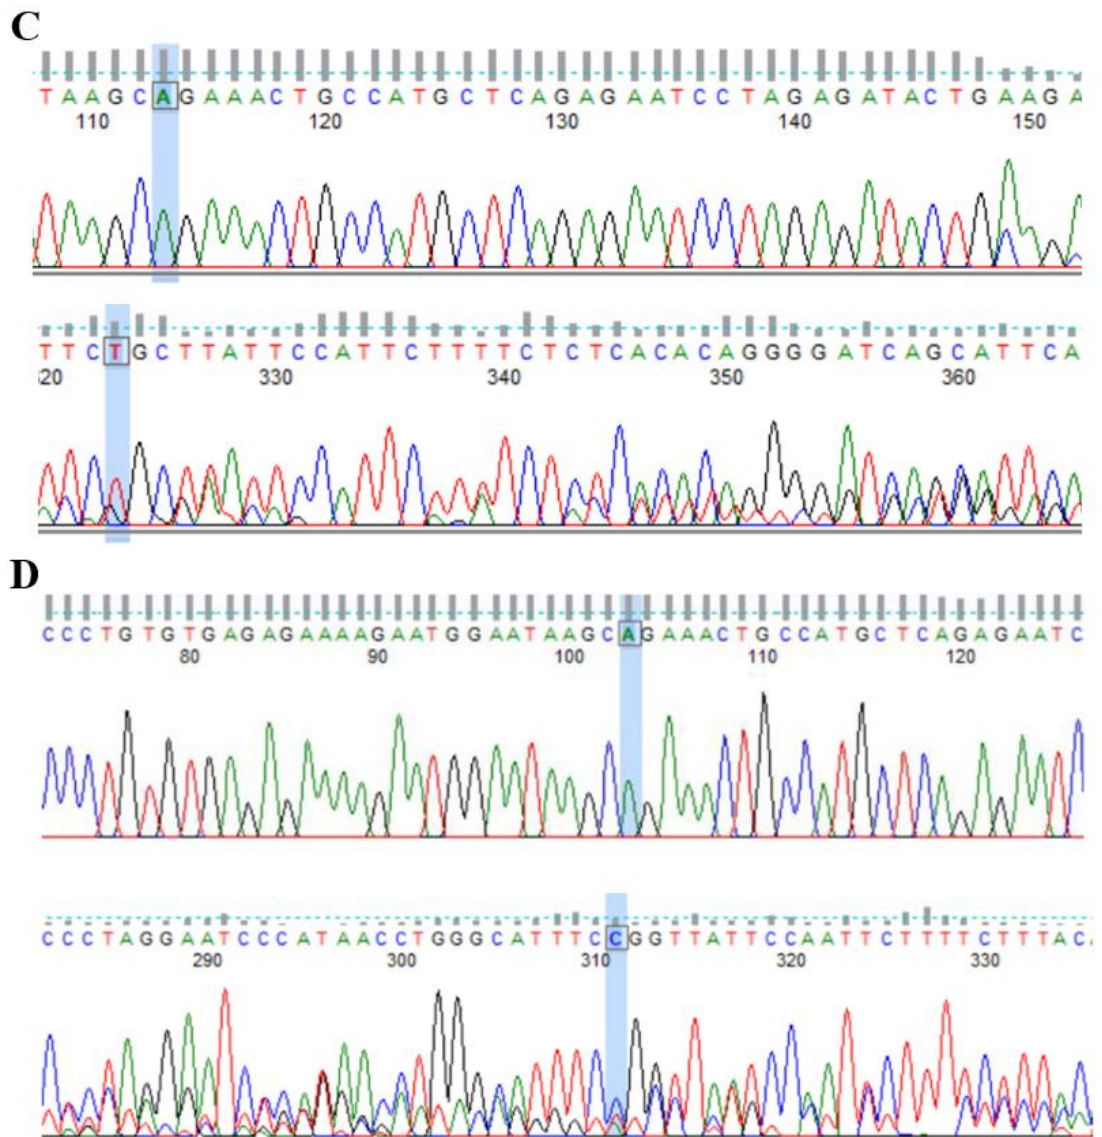 C
TAAGCAGAAACTGCCATGCTCAGAGAATCCTAGAGATACTGAAGA
110 120 130 140 150
TTCTGCTTATTCCATTCTTTTCTCTCACACAGGGGATCAGCATTCA
20 330 340 350 360
D
CCCTGTGTGAGAGAAAAGAATGGAATAAGCAGAAACTGCCATGCTCAGAGAATC
80 90 100 110 120
CCCTAGGAATCCCATAACCTGGGCATTTCCGGTTATTCCAATTCTTTTCTTTAC
290 300 310 320 330